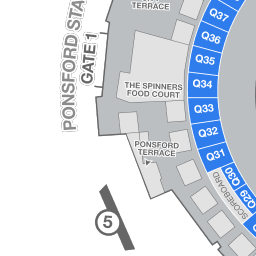 TERRACE
Q37
Q36
Q35
Q34
Q33
Q32
Q31
Q30
Q29
SCOREBOARD
THE SPINNERS
FOOD COURT
PONSFORD
TERRACE
PONSFORD STA
GATE 1
5